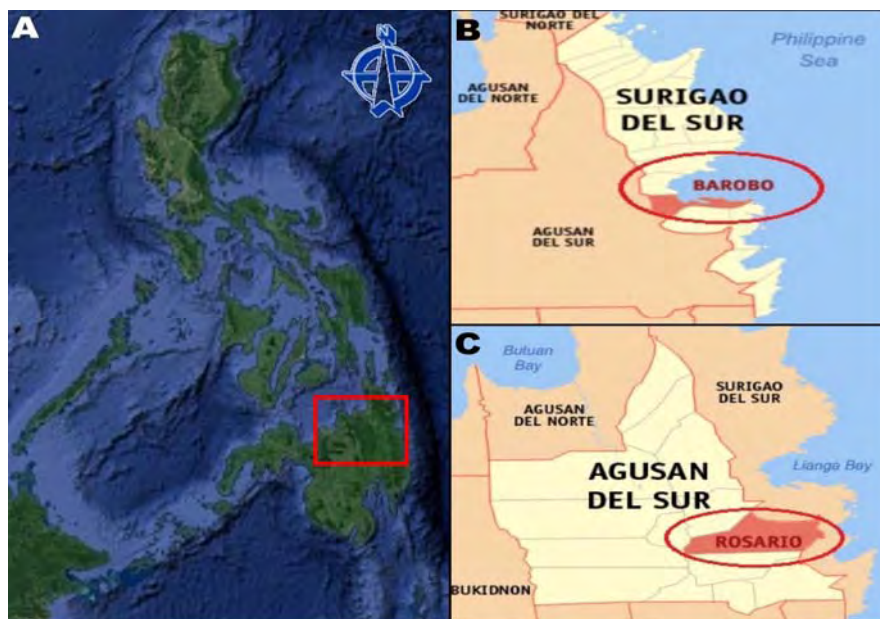 A
N
B
SURIGAO DEL
NORTE
Philippine
Sea
AGUSAN
DEL NORTE
SURIGAO
DEL SUR
BAROBO
AGUSAN
DEL SUR
C
Butuan
Bay
SURIGAO
DEL SUR
AGUSAN
DEL NORTE
Lianga Bay
AGUSAN
DEL SUR
ROSARIO
BUKIDNON